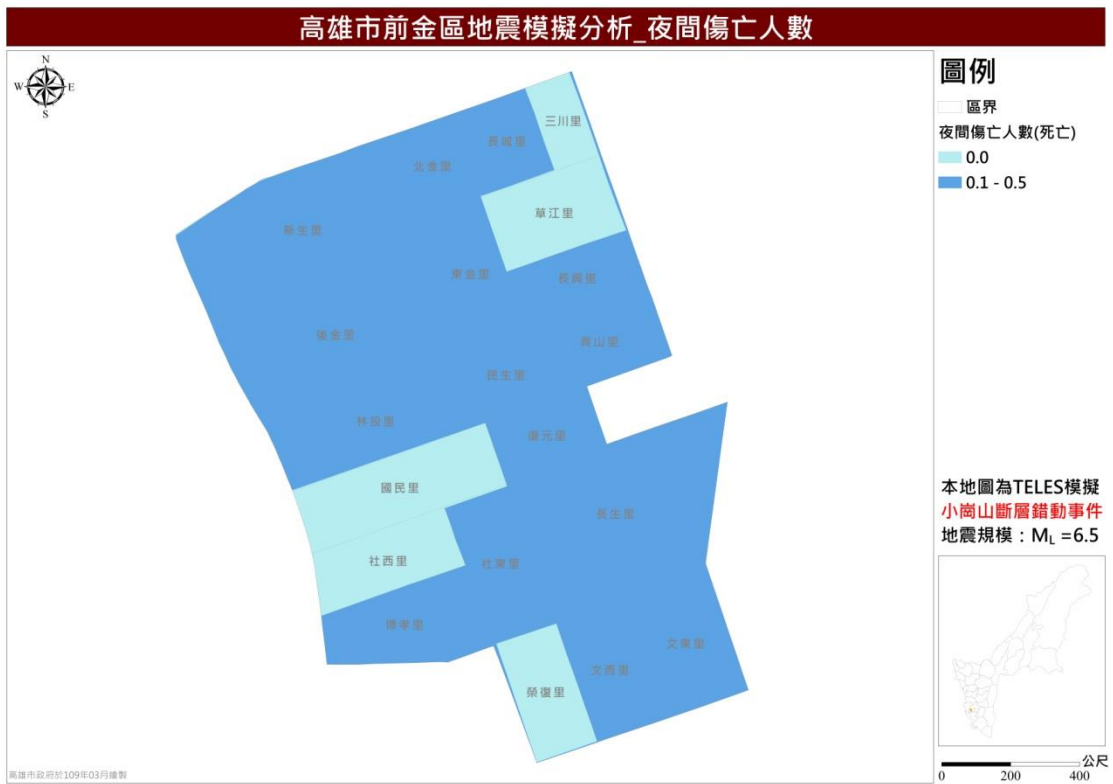 高雄市前金區地震模擬分析_夜間傷亡人數
N
W
E
S
圖例
區界
夜間傷亡人數(死亡)
0.0
0.1 - 0.5
三川里
長城里
北金里
草江里
新生里
東金里
長興里
後金里
青山里
民生里
林投里
復元里
國民里
長生里
社西里
社東里
博孝里
文東里
文西里
榮復里
本地圖為TELES模擬
小崗山斷層錯動事件
地震規模：ML =6.5
公尺
0 200 400
高雄市政府於109年03月繪製